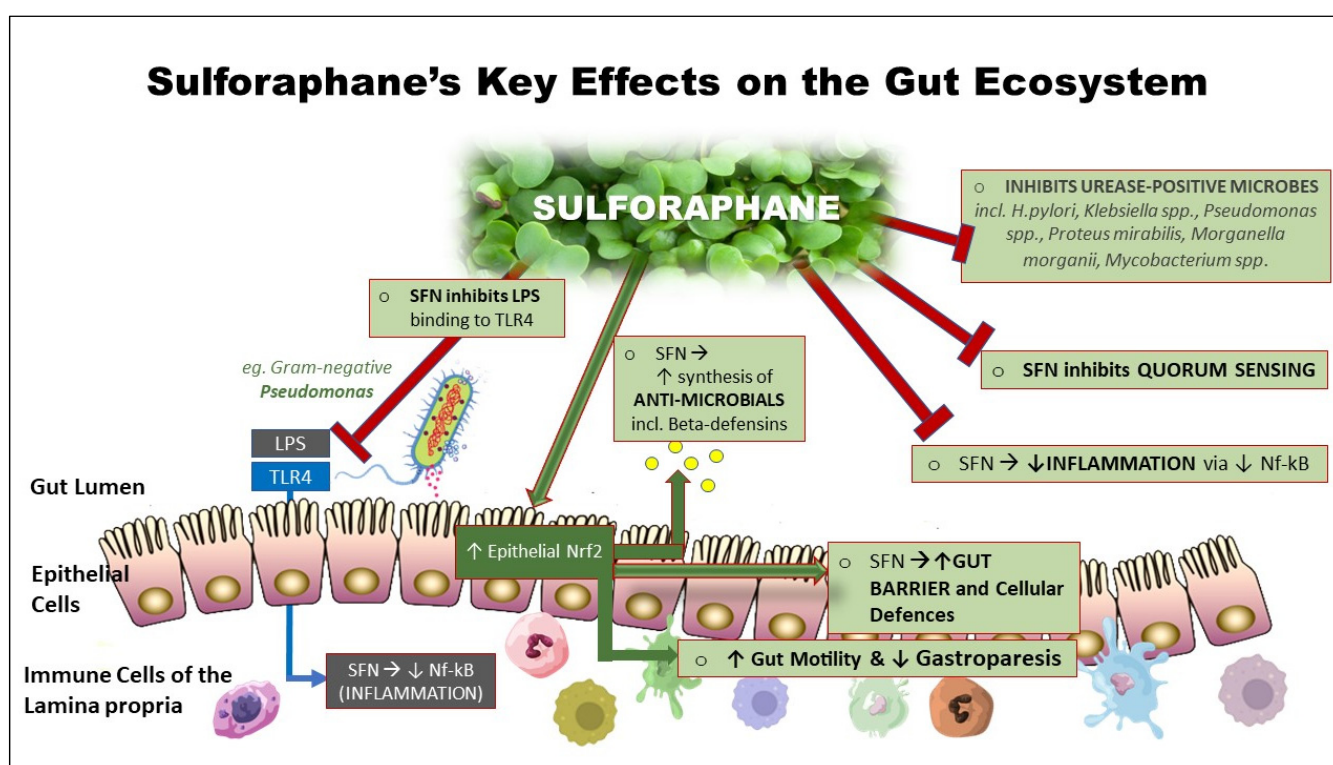 Sulforaphane's Key Effects on the Gut Ecosystem
SULFORAPHANE
o INHIBITS UREASE-POSITIVE MICROBES
incl. H.pylori, Klebsiella spp., Pseudomonas
spp., Proteus mirabilis, Morganella
morganii, Mycobacterium spp.
o SFN inhibits LPS
binding to TLR4
eg. Gram-negative
Pseudomonas
o SFN →
↑ synthesis of
ANTI-MICROBIALS
incl. Beta-defensins
o SFN inhibits QUORUM SENSING
o SFN → ↓INFLAMMATION via ↓ Nf-kB
LPS
TLR4
Gut Lumen
↑ Epithelial Nrf2
o SFN → ↑GUT
BARRIER and Cellular
Defences
Epithelial
Cells
o ↑ Gut Motility & ↓ Gastroparesis
Immune Cells of the
Lamina propria
SFN → ↓ Nf-kB
(INFLAMMATION)